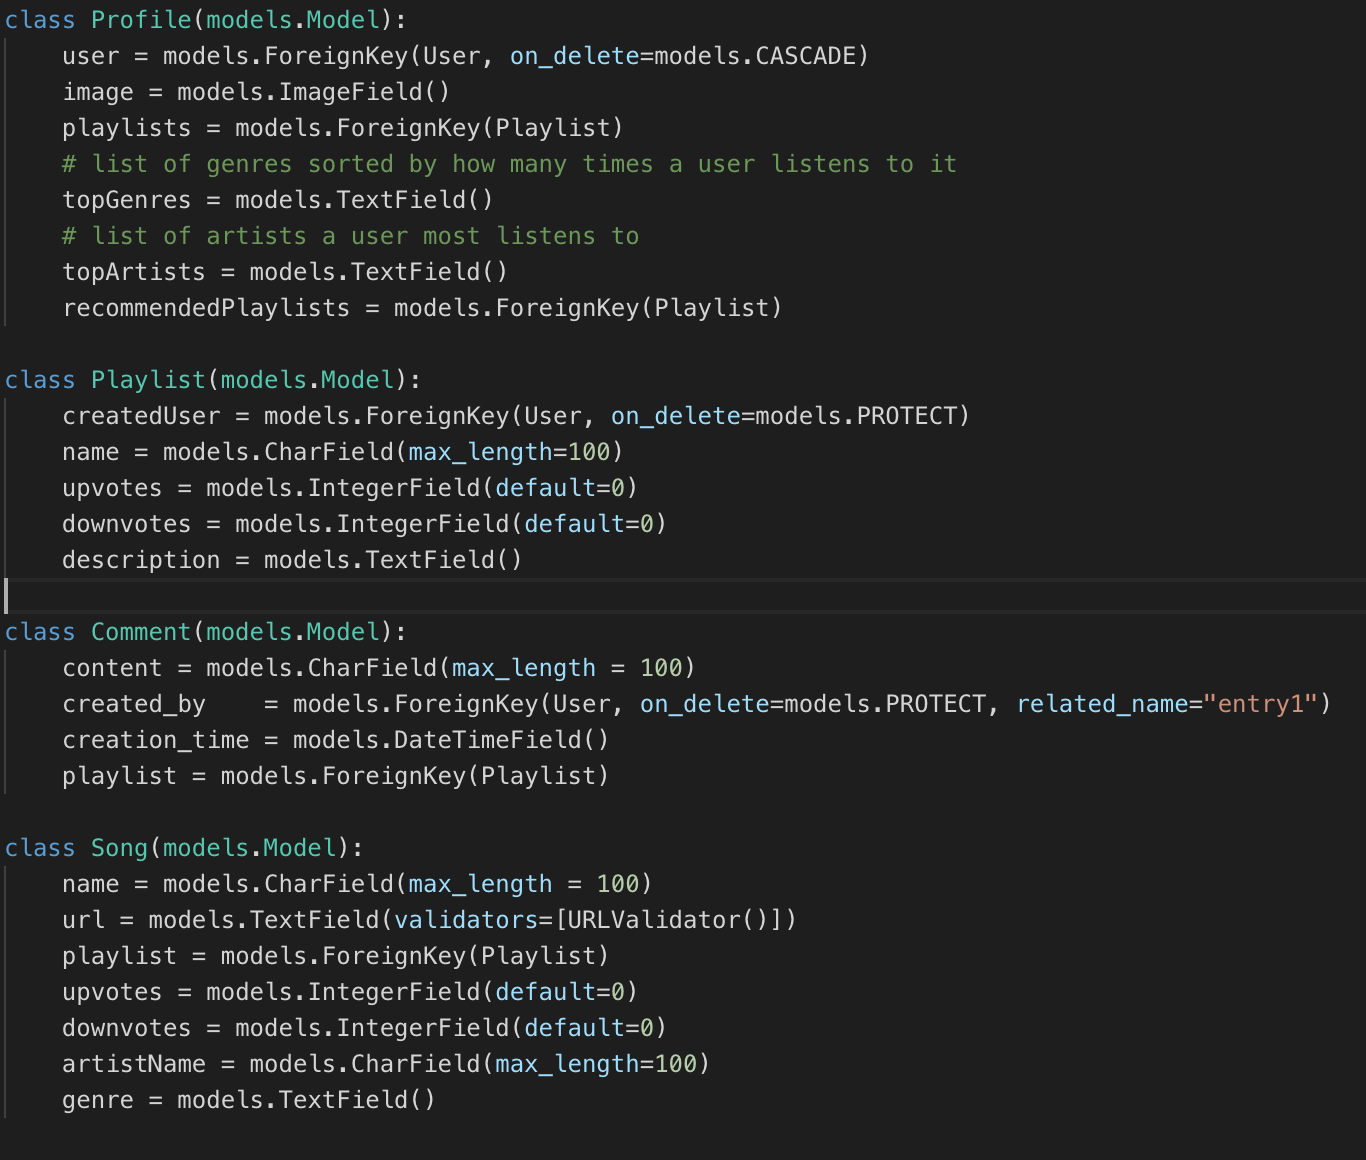 class Profile(models.Model):
    user = models.ForeignKey(User, on_delete=models.CASCADE)
    image = models.ImageField()
    playlists = models.ForeignKey(Playlist)
    # list of genres sorted by how many times a user listens to it
    topGenres = models.TextField()
    # list of artists a user most listens to
    topArtists = models.TextField()
    recommendedPlaylists = models.ForeignKey(Playlist)

class Playlist(models.Model):
    createdUser = models.ForeignKey(User, on_delete=models.PROTECT)
    name = models.CharField(max_length=100)
    upvotes = models.IntegerField(default=0)
    downvotes = models.IntegerField(default=0)
    description = models.TextField()

class Comment(models.Model):
    content = models.CharField(max_length = 100)
    created_by    = models.ForeignKey(User, on_delete=models.PROTECT, related_name="entry1")
    creation_time = models.DateTimeField()
    playlist = models.ForeignKey(Playlist)

class Song(models.Model):
    name = models.CharField(max_length = 100)
    url = models.TextField(validators=[URLValidator()])
    playlist = models.ForeignKey(Playlist)
    upvotes = models.IntegerField(default=0)
    downvotes = models.IntegerField(default=0)
    artistName = models.CharField(max_length=100)
    genre = models.TextField()